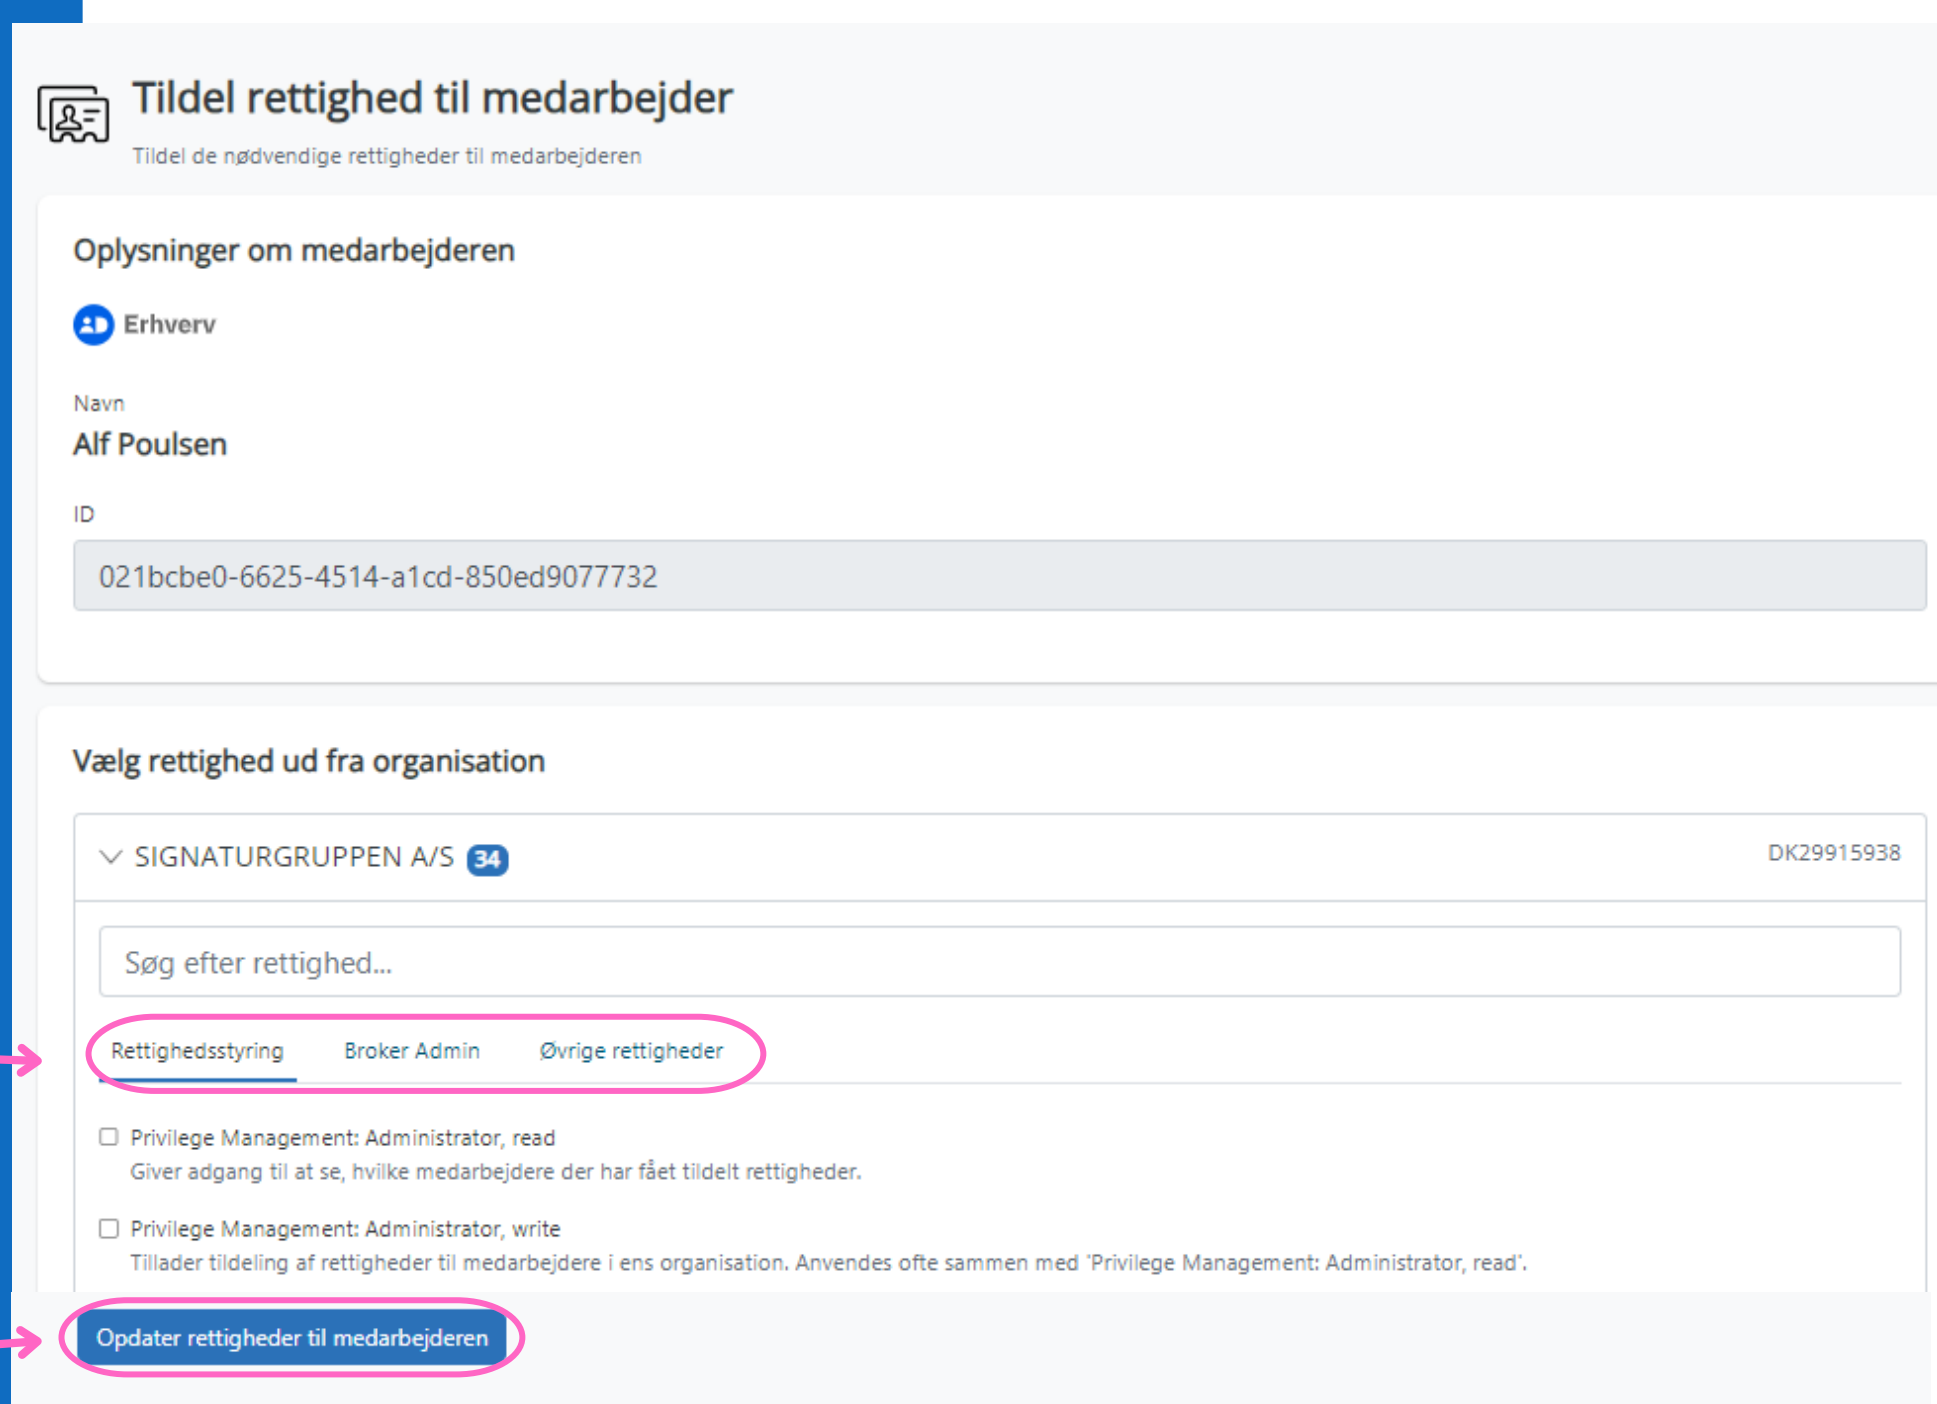 Tildel rettighed til medarbejder
Tildel de nødvendige rettigheder til medarbejderen
Oplysninger om medarbejderen
Erhverv
Navn
Alf Poulsen
ID
021bcbe0-6625-4514-a1cd-850ed9077732
Vælg rettighed ud fra organisation
SIGNATURGRUPPEN A/S 34 DK29915938
Søg efter rettighed...
Rettighedsstyring Broker Admin Øvrige rettigheder
Privilege Management: Administrator, read
Giver adgang til at se, hvilke medarbejdere der har fået tildelt rettigheder.
Privilege Management: Administrator, write
Tillader tildeling af rettigheder til medarbejdere i ens organisation. Anvendes ofte sammen med 'Privilege Management: Administrator, read'.
Opdater rettigheder til medarbejderen